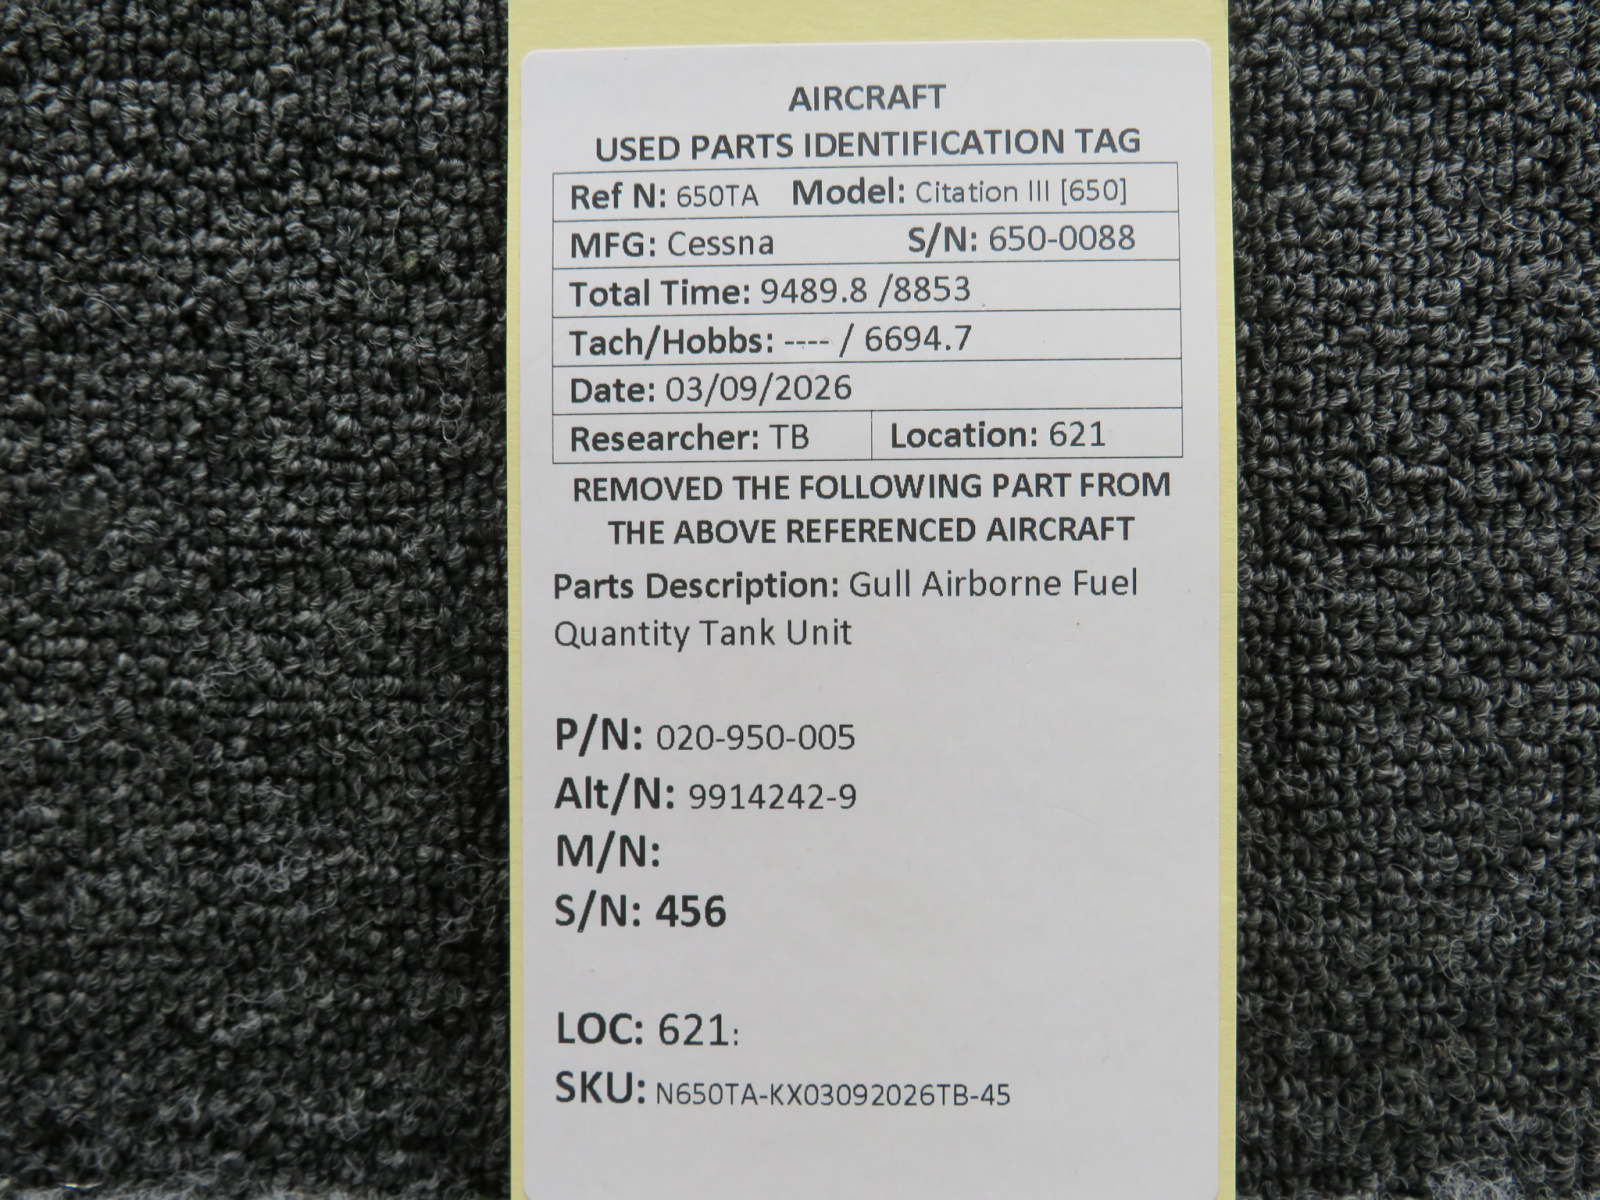 AIRCRAFT
USED PARTS IDENTIFICATION TAG
Ref N: 650TA Model: Citation III [650]
MFG: Cessna S/N: 650-0088
Total Time: 9489.8 /8853
Tach/Hobbs: ---- / 6694.7
Date: 03/09/2026
Researcher: TB Location: 621
REMOVED THE FOLLOWING PART FROM
THE ABOVE REFERENCED AIRCRAFT
Parts Description: Gull Airborne Fuel
Quantity Tank Unit
P/N: 020-950-005
Alt/N: 9914242-9
M/N:
S/N: 456
LOC: 621:
SKU: N650TA-KX03092026TB-45